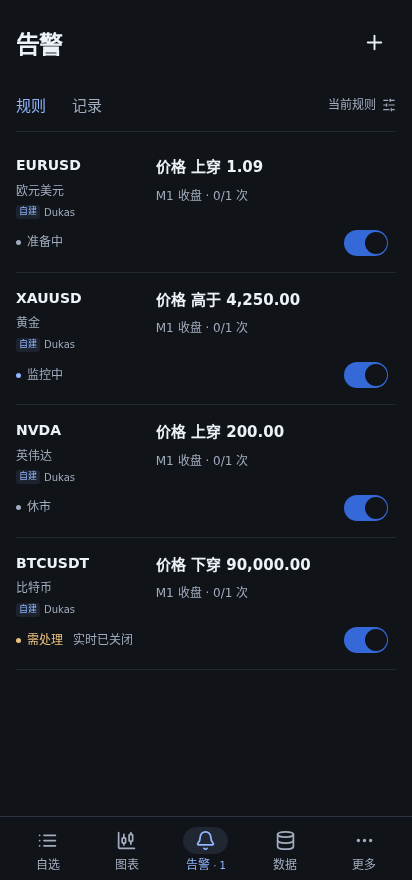 告警
规则 记录 当前规则
EURUSD 价格 上穿 1.09
欧元美元 M1 收盘 · 0/1 次
自建 Dukas
准备中
XAUUSD 价格 高于 4,250.00
黄金 M1 收盘 · 0/1 次
自建 Dukas
监控中
NVDA 价格 上穿 200.00
英伟达 M1 收盘 · 0/1 次
自建 Dukas
休市
BTCUSDT 价格 下穿 90,000.00
比特币 M1 收盘 · 0/1 次
自建 Dukas
需处理 实时已关闭
自选 图表 告警 · 1 数据 更多